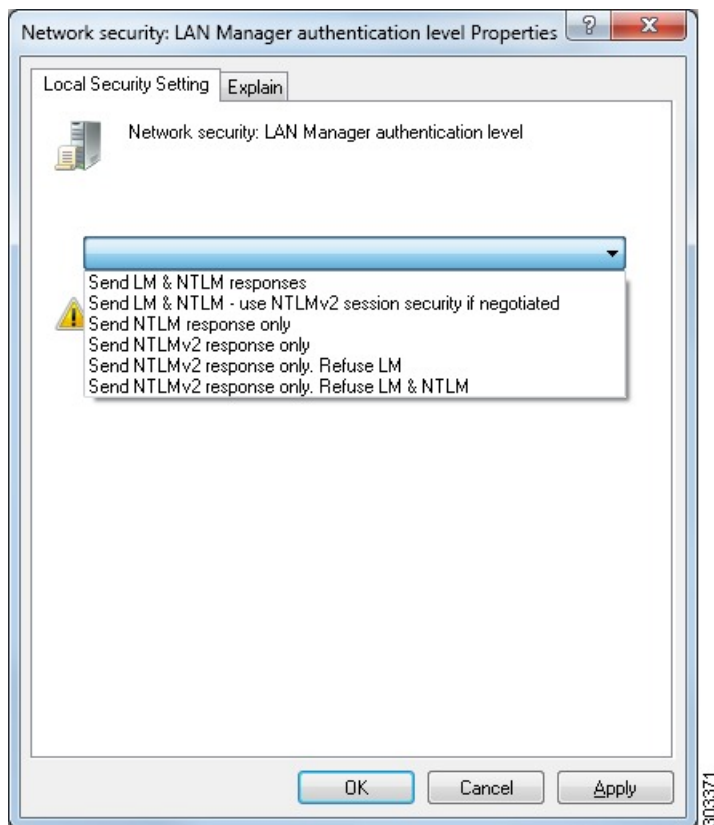 Network security: LAN Manager authentication level Properties
Local Security Setting
Explain
Network security: LAN Manager authentication level
Send LM & NTLM responses
Send LM & NTLM - use NTLMv2 session security if negotiated
Send NTLM response only
Send NTLMv2 response only
Send NTLMv2 response only. Refuse LM
Send NTLMv2 response only. Refuse LM & NTLM
OK
Cancel
Apply
303371